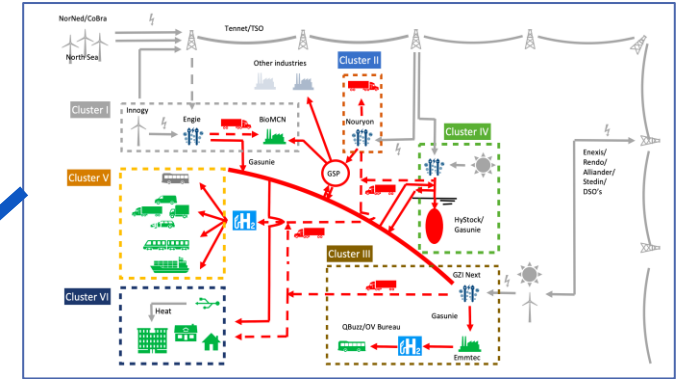 NorNed/CoBra
Tennet/TSO
North Sea
Other industries
Cluster II
Cluster I
Innogy
Engie
BioMCN
Nouryon
Cluster IV
Gasunie
GSP
Enexis/
Rendo/
Alliander/
Stedin/
DSO's
Cluster V
H2
HyStock/
Gasunie
Cluster III
GZI Next
Cluster VI
Heat
Gasunie
QBuzz/OV Bureau
H2
Emmtec